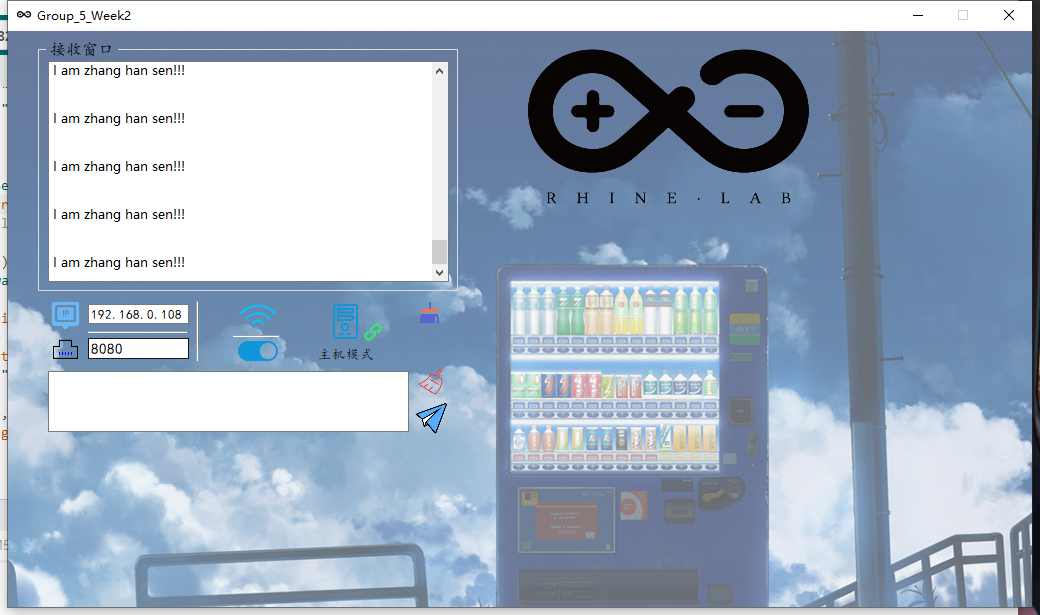 Group_5_Week2
接收窗口
I am zhang han sen!!!
I am zhang han sen!!!
I am zhang han sen!!!
I am zhang han sen!!!
I am zhang han sen!!!
RHINE·LAB
IP
192.168.0.108
8080
主机模式